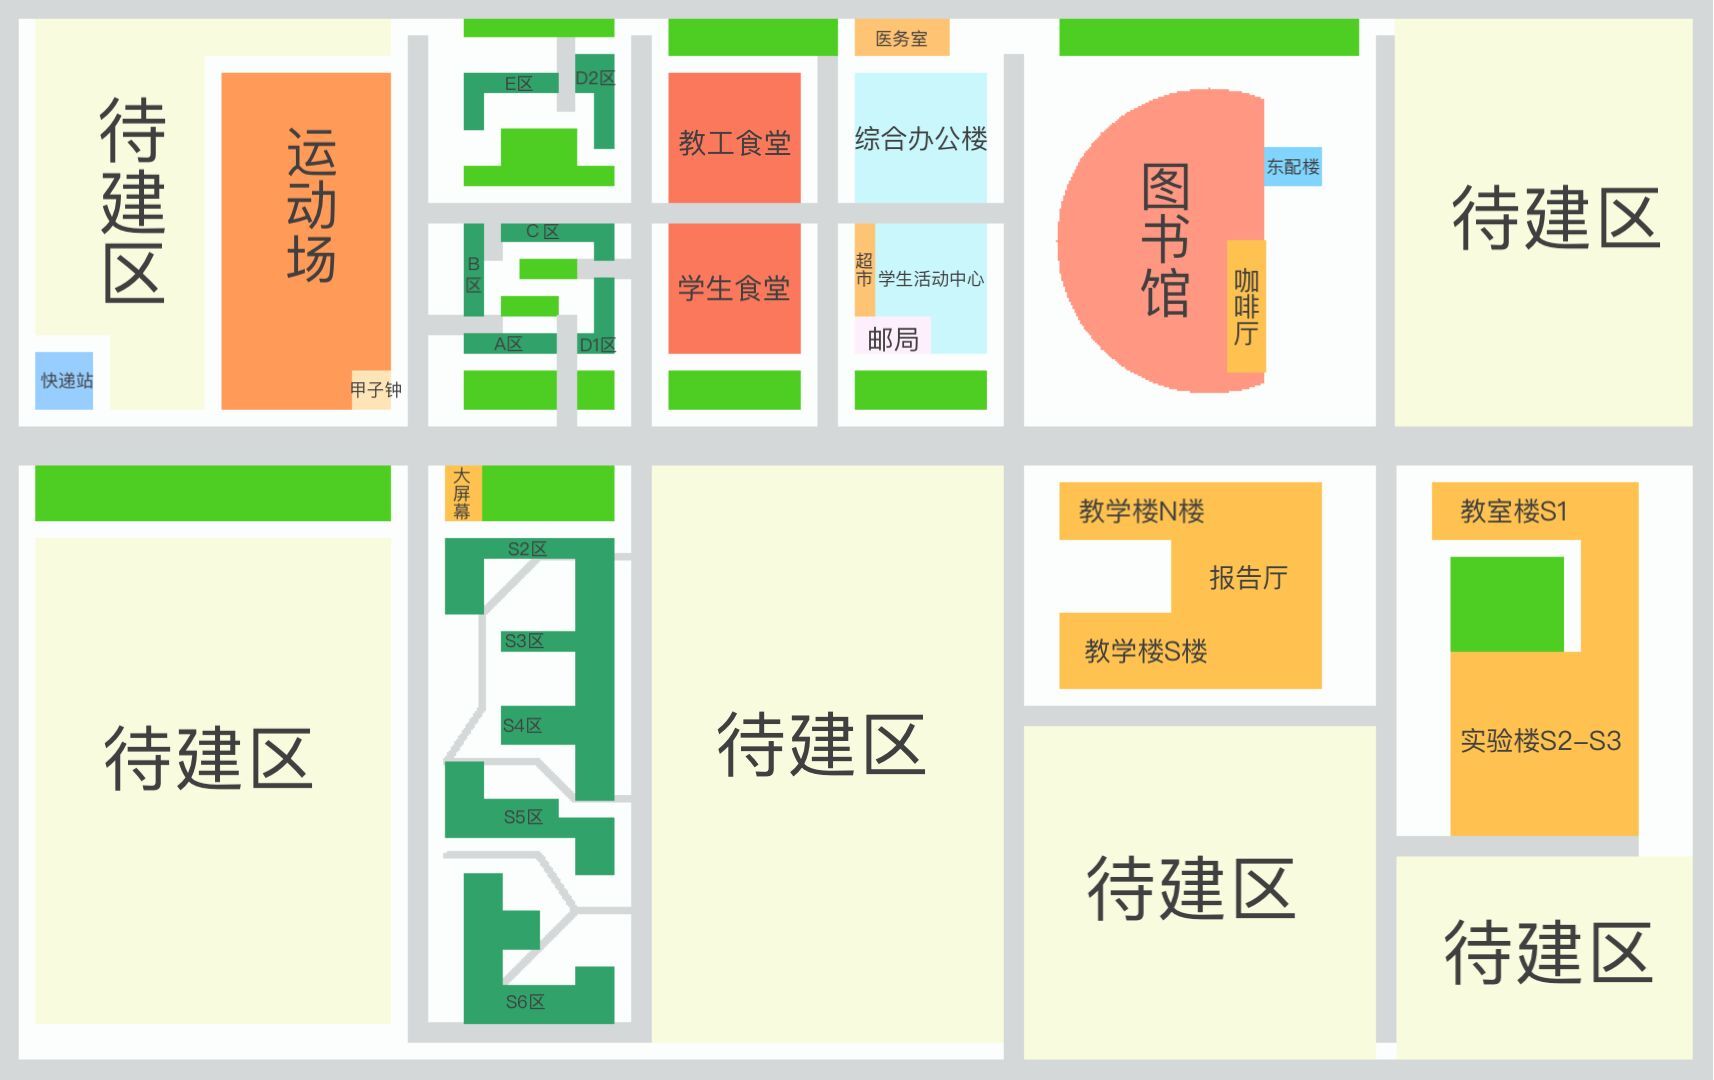 待建区
运动场
快递站
甲子钟
E区
D2区
C区
B区
A区
D1区
教工食堂
学生食堂
医务室
综合办公楼
超市
学生活动中心
邮局
图书馆
东配楼
咖啡厅
待建区
大屏幕
S2区
S3区
S4区
S5区
S6区
待建区
待建区
教学楼N楼
报告厅
教学楼S楼
待建区
教室楼S1
实验楼S2-S3
待建区